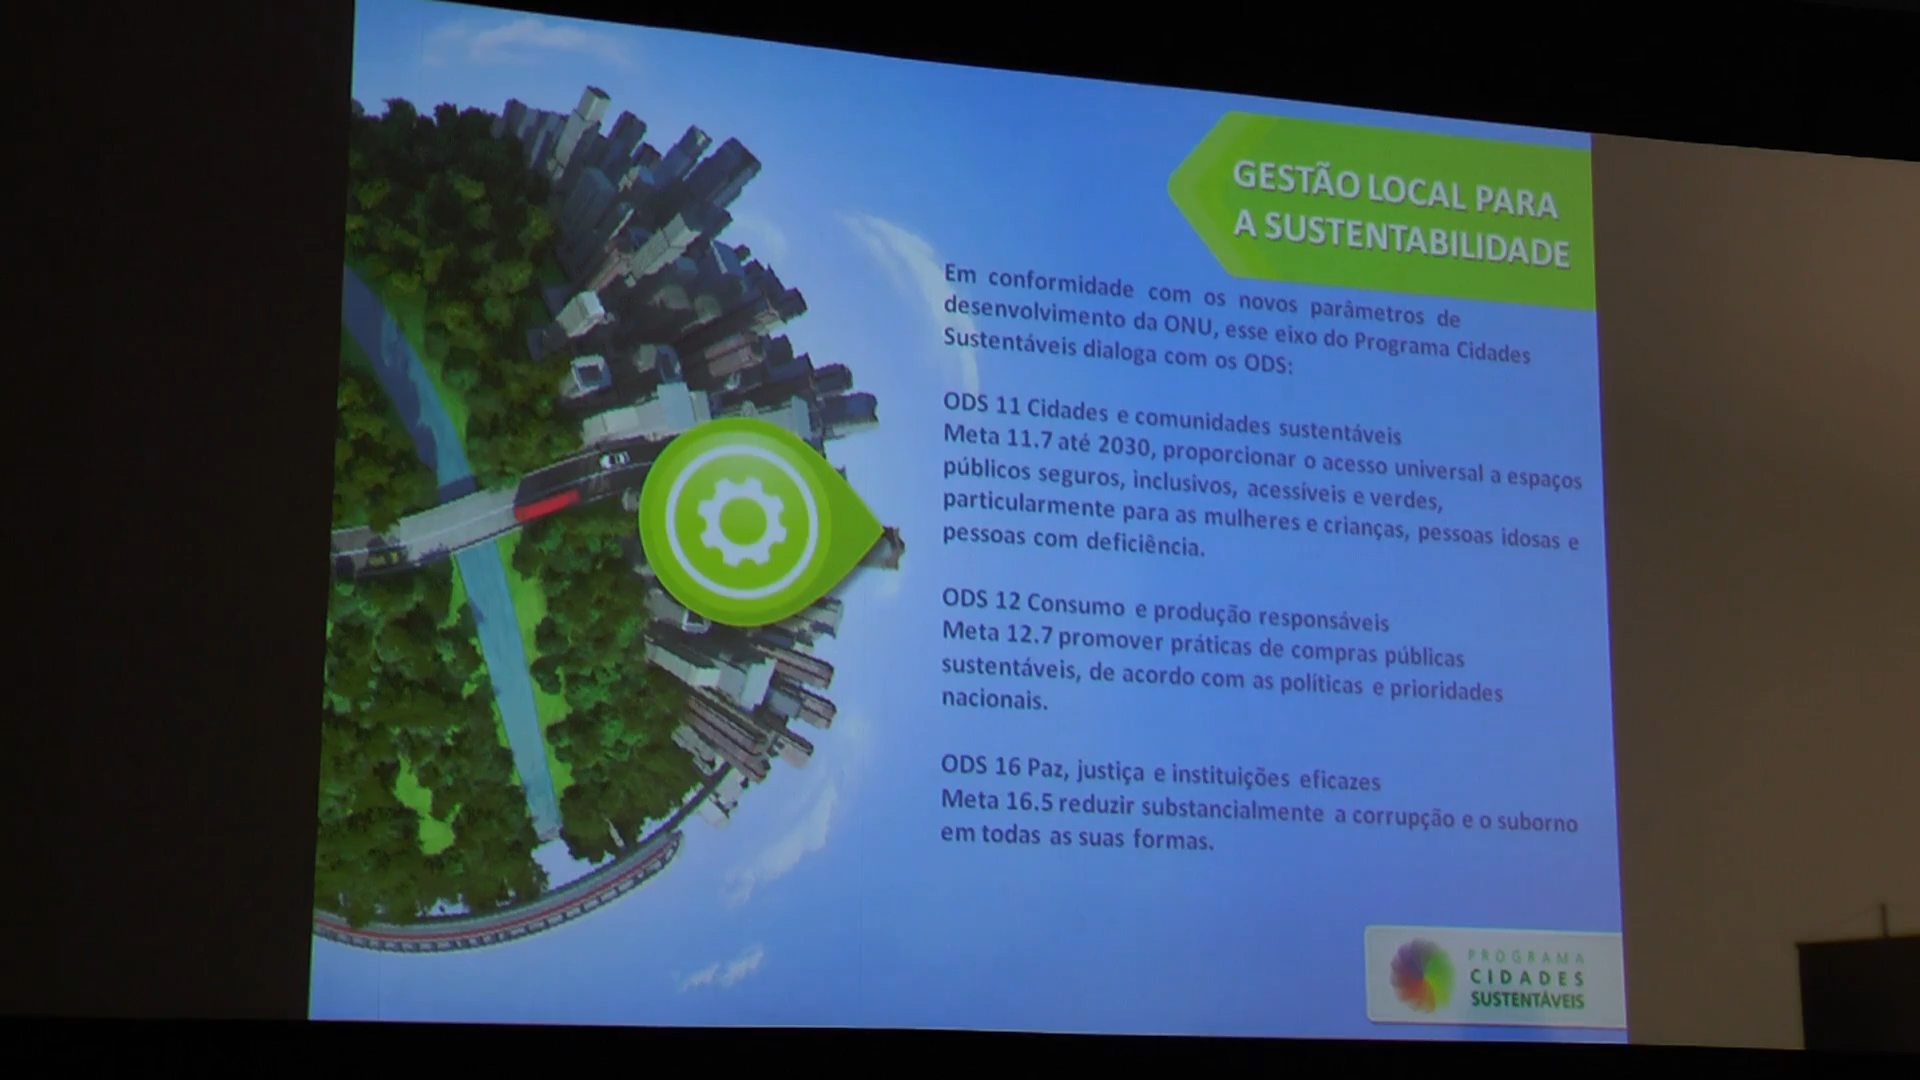 GESTÃO LOCAL PARA
A SUSTENTABILIDADE
Em conformidade com os novos parâmetros de
desenvolvimento da ONU, esse eixo do Programa Cidades
Sustentáveis dialoga com os ODS:
ODS 11 Cidades e comunidades sustentáveis
Meta 11.7 até 2030, proporcionar o acesso universal a espaços
públicos seguros, inclusivos, acessíveis e verdes,
particularmente para as mulheres e crianças, pessoas idosas e
pessoas com deficiência.
ODS 12 Consumo e produção responsáveis
Meta 12.7 promover práticas de compras públicas
sustentáveis, de acordo com as políticas e prioridades
nacionais.
ODS 16 Paz, justiça e instituições eficazes
Meta 16.5 reduzir substancialmente a corrupção e o suborno
em todas as suas formas.
PROGRAMA
CIDADES
SUSTENTÁVEIS